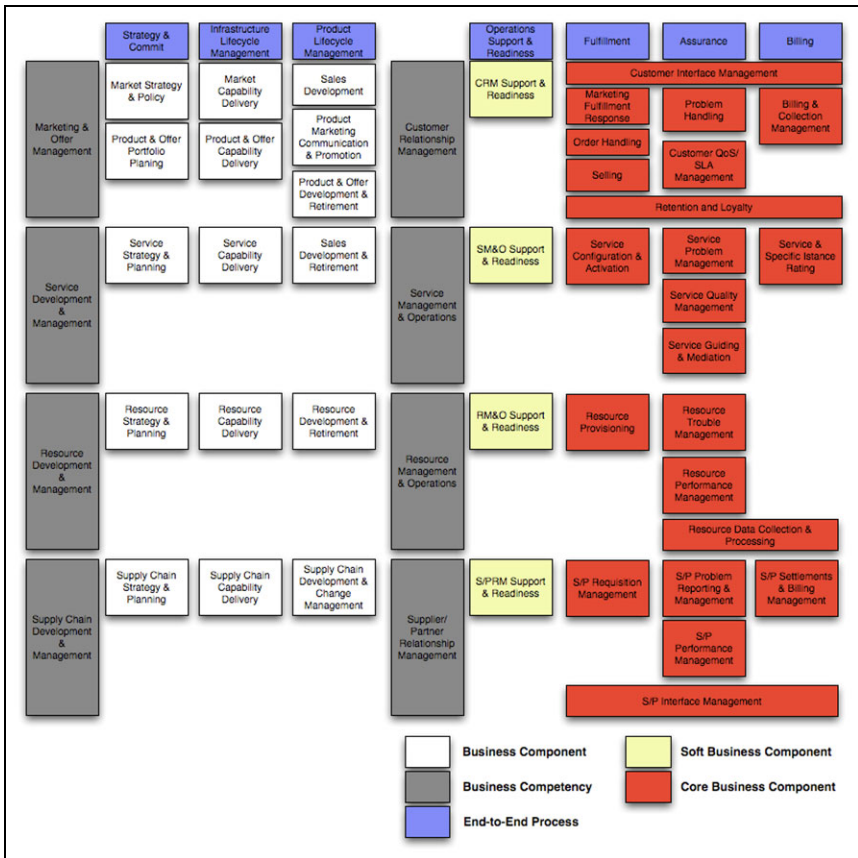 Strategy &
Commit
Infrastructure
Lifecycle
Management
Product
Lifecycle
Management
Operations
Support &
Readiness
Fulfillment
Assurance
Billing
Marketing &
Offer
Management
Market Strategy
& Policy
Market
Capability
Delivery
Sales
Development
Product & Offer
Portfolio
Planing
Product & Offer
Capability Delivery
Product
Marketing
Communication
& Promotion
Product & Offer
Development &
Retirement
Customer
Relationship
Management
CRM Support &
Readiness
Customer Interface Management
Marketing
Fulfillment
Response
Problem
Handling
Billing &
Collection
Management
Order Handling
Customer QoS/
SLA
Management
Selling
Retention and Loyalty
Service
Development
&
Management
Service
Strategy &
Planning
Service
Capability
Delivery
Sales
Development &
Retirement
Service
Management
& Operations
SM&O Support
& Readiness
Service
Configuration &
Activation
Service
Problem
Management
Service &
Specific Istance
Rating
Service Quality
Management
Service Guiding
& Mediation
Resource
Development
&
Management
Resource
Strategy &
Planning
Resource
Capability
Delivery
Resource
Development &
Retirement
Resource
Management
& Operations
RM&O Support
& Readiness
Resource
Provisioning
Resource
Trouble
Management
Resource
Performance
Management
Resource Data Collection &
Processing
Supply Chain
Development
&
Management
Supply Chain
Strategy &
Planning
Supply Chain
Capability
Delivery
Supply Chain
Development &
Change
Management
Supplier/
Partner
Relationship
Management
S/PRM Support
& Readiness
S/P Requisition
Management
S/P Problem
Reporting &
Management
S/P Settlements
& Billing
Management
S/P
Performance
Management
S/P Interface Management
Business Component
Soft Business Component
Business Competency
Core Business Component
End-to-End Process